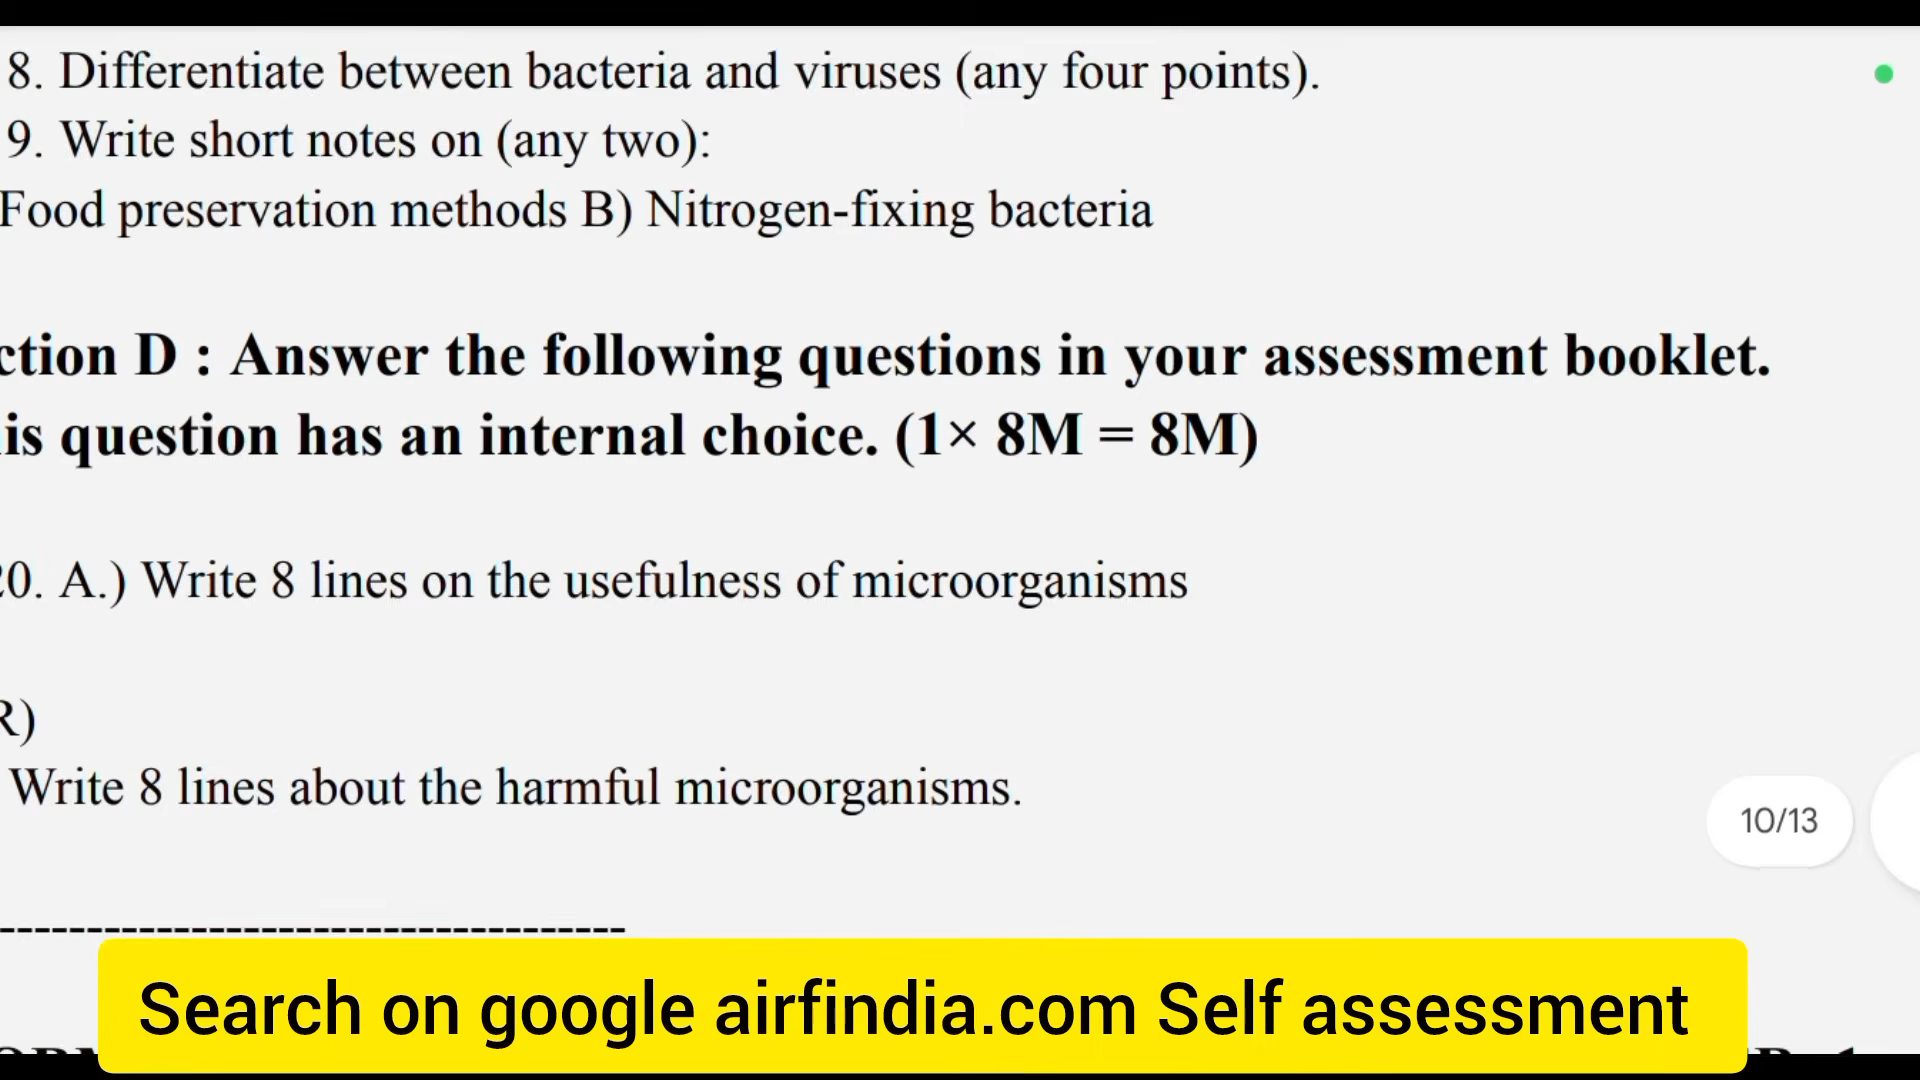 8. Differentiate between bacteria and viruses (any four points).
9. Write short notes on (any two):
Food preservation methods B) Nitrogen-fixing bacteria
ction D : Answer the following questions in your assessment booklet.
is question has an internal choice. (1× 8M = 8M)
20. A.) Write 8 lines on the usefulness of microorganisms
R)
Write 8 lines about the harmful microorganisms.
10/13
------------------------------------
Search on google airfindia.com Self assessment